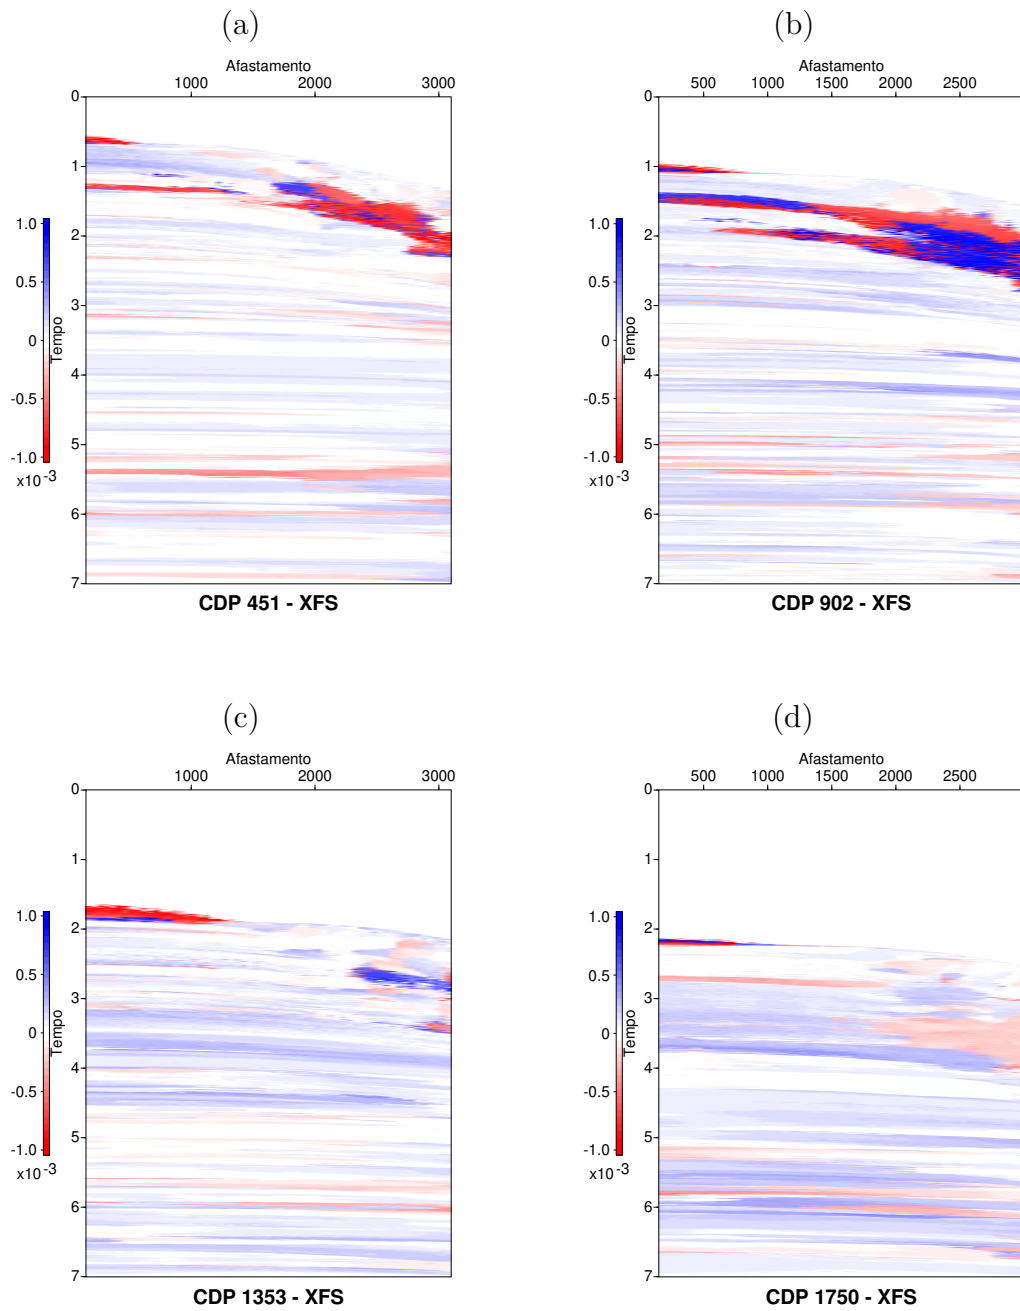 (a)
Afastamento
1000 2000 3000
0
1
2
3
4
5
6
7
Tempo
1.0
0.5
0
-0.5
-1.0
x10 -3
CDP 451 - XFS
(b)
Afastamento
500 1000 1500 2000 2500
0
1
2
3
4
5
6
7
Tempo
1.0
0.5
0
-0.5
-1.0
x10 -3
CDP 902 - XFS
(c)
Afastamento
1000 2000 3000
0
1
2
3
4
5
6
7
Tempo
1.0
0.5
0
-0.5
-1.0
x10 -3
CDP 1353 - XFS
(d)
Afastamento
500 1000 1500 2000 2500
0
1
2
3
4
5
6
7
Tempo
1.0
0.5
0
-0.5
-1.0
x10 -3
CDP 1750 - XFS